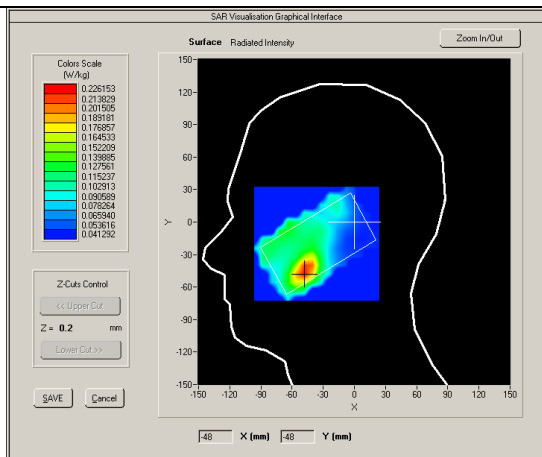 SAR Visualisation Graphical Interface
Surface Radiated Intensity
Zoom In/Out
Colors Scale
(W/kg)
0.226153
0.213829
0.201505
0.189181
0.176857
0.164533
0.152209
0.139885
0.127561
0.115237
0.102913
0.090589
0.078264
0.065940
0.053616
0.041292
Z-Cuts Control
<< Upper Cut
Z = 0.2 mm
Lower Cut >>
SAVE Cancel
150
120
90
60
30
0
-30
-60
-90
-120
-150
Y
-150 -120 -90 -60 -30 0 30 60 90 120 150
X
-48 X (mm) -48 Y (mm)